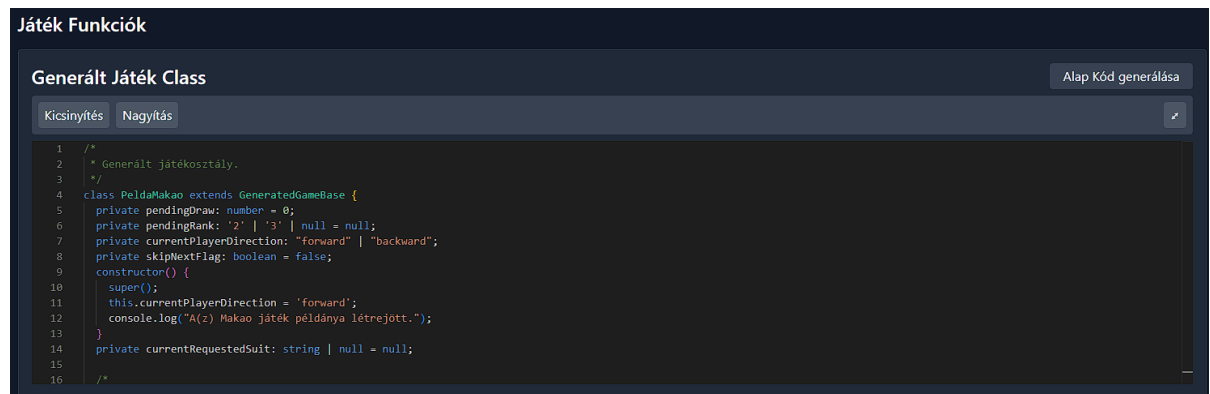 Játék Funkciók
Generált Játék Class
Alap Kód generálása
Kicsinyítés Nagyítás
1 /*
2 * Generált játékosztály.
3 */
4 class PeldaMakao extends GeneratedGameBase {
5 private pendingDraw: number = 0;
6 private pendingRank: '2' | '3' | null = null;
7 private currentPlayerDirection: "forward" | "backward";
8 private skipNextFlag: boolean = false;
9 constructor() {
10 super();
11 this.currentPlayerDirection = 'forward';
12 console.log("A(z) Makao játék példánya létrejött.");
13 }
14 private currentRequestedSuit: string | null = null;
15
16 /*